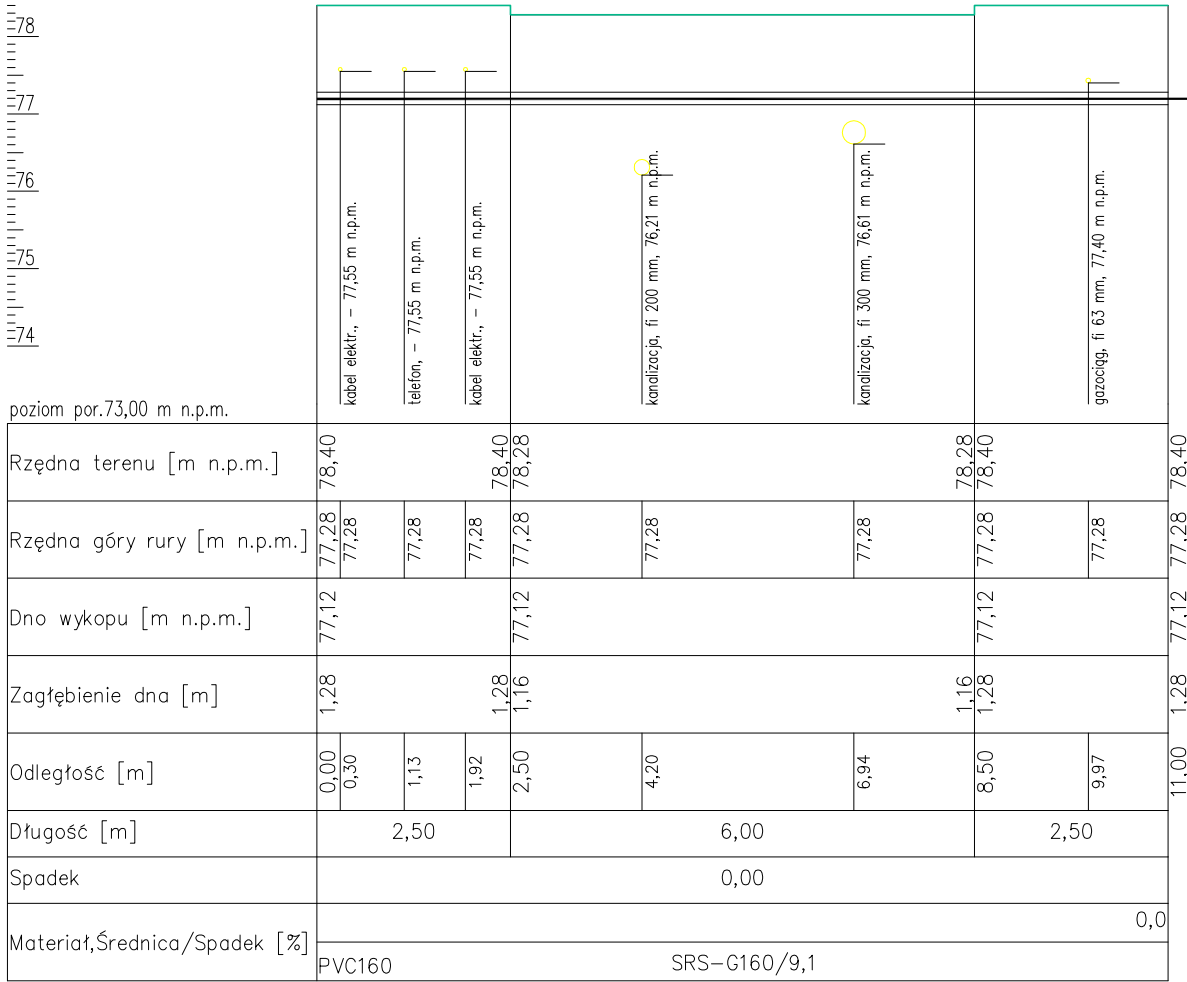 78
77
76
75
74
kabel elektr., – 77,55 m n.p.m.
telefon, – 77,55 m n.p.m.
kabel elektr., – 77,55 m n.p.m.
kanalizacja, fi 200 mm, 76,21 m n.p.m.
kanalizacja, fi 300 mm, 76,61 m n.p.m.
gazociąg, fi 63 mm, 77,40 m n.p.m.
poziom por.73,00 m n.p.m.
Rzędna terenu [m n.p.m.] 78,40 78,40 78,28 78,28 78,40 78,40
Rzędna góry rury [m n.p.m.] 77,28 77,28 77,28 77,28 77,28 77,28 77,28 77,28 77,28 77,28
Dno wykopu [m n.p.m.] 77,12 77,12 77,12 77,12
Zagłębienie dna [m] 1,28 1,28 1,16 1,16 1,28 1,28
Odległość [m] 0,00 0,30 1,13 1,92 2,50 4,20 6,94 8,50 9,97 11,00
Długość [m] 2,50 6,00 2,50
Spadek 0,00
Materiał,Średnica/Spadek [%] 0,0
PVC160 SRS–G160/9,1